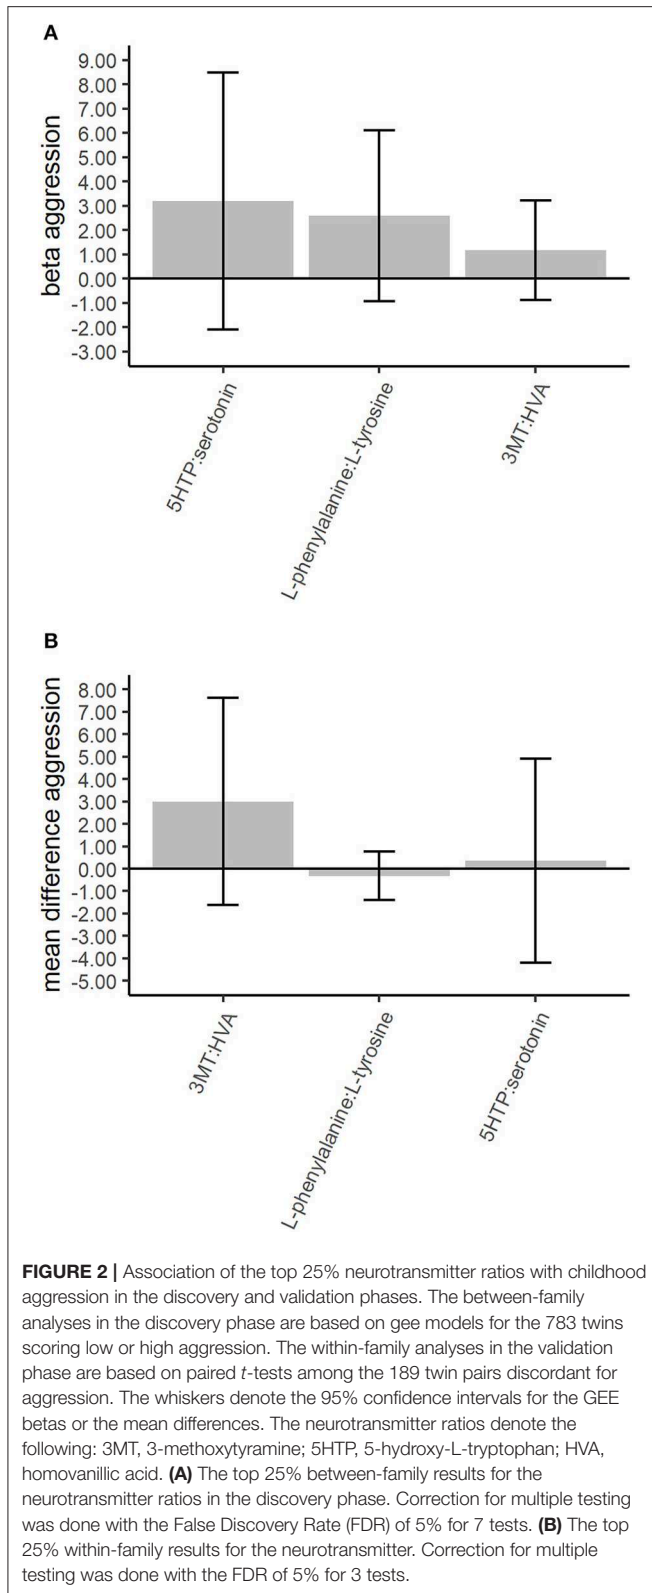 A
beta aggression
9.00
8.00
7.00
6.00
5.00
4.00
3.00
2.00
1.00
0.00
-1.00
-2.00
-3.00
5HTP:serotonin
L-phenylalanine:L-tyrosine
3MT:HVA
B
mean difference aggression
8.00
7.00
6.00
5.00
4.00
3.00
2.00
1.00
0.00
-1.00
-2.00
-3.00
-4.00
-5.00
3MT:HVA
L-phenylalanine:L-tyrosine
5HTP:serotonin
FIGURE 2 | Association of the top 25% neurotransmitter ratios with childhood
aggression in the discovery and validation phases. The between-family
analyses in the discovery phase are based on gee models for the 783 twins
scoring low or high aggression. The within-family analyses in the validation
phase are based on paired t-tests among the 189 twin pairs discordant for
aggression. The whiskers denote the 95% confidence intervals for the GEE
betas or the mean differences. The neurotransmitter ratios denote the
following: 3MT, 3-methoxytyramine; 5HTP, 5-hydroxy-L-tryptophan; HVA,
homovanillic acid. (A) The top 25% between-family results for the
neurotransmitter ratios in the discovery phase. Correction for multiple testing
was done with the False Discovery Rate (FDR) of 5% for 7 tests. (B) The top
25% within-family results for the neurotransmitter. Correction for multiple
testing was done with the FDR of 5% for 3 tests.